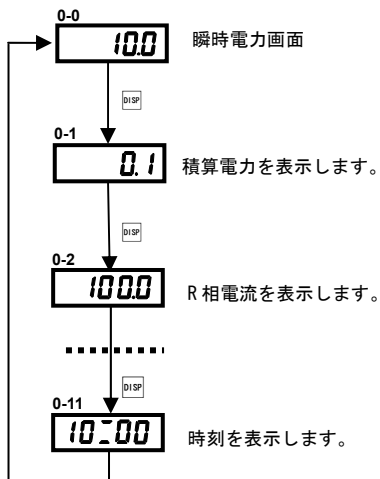 0-0
10.0 瞬時電力画面
DISP
0-1
0.1 積算電力を表示します。
DISP
0-2
100.0 R相電流を表示します。
DISP
0-11
10:00 時刻を表示します。